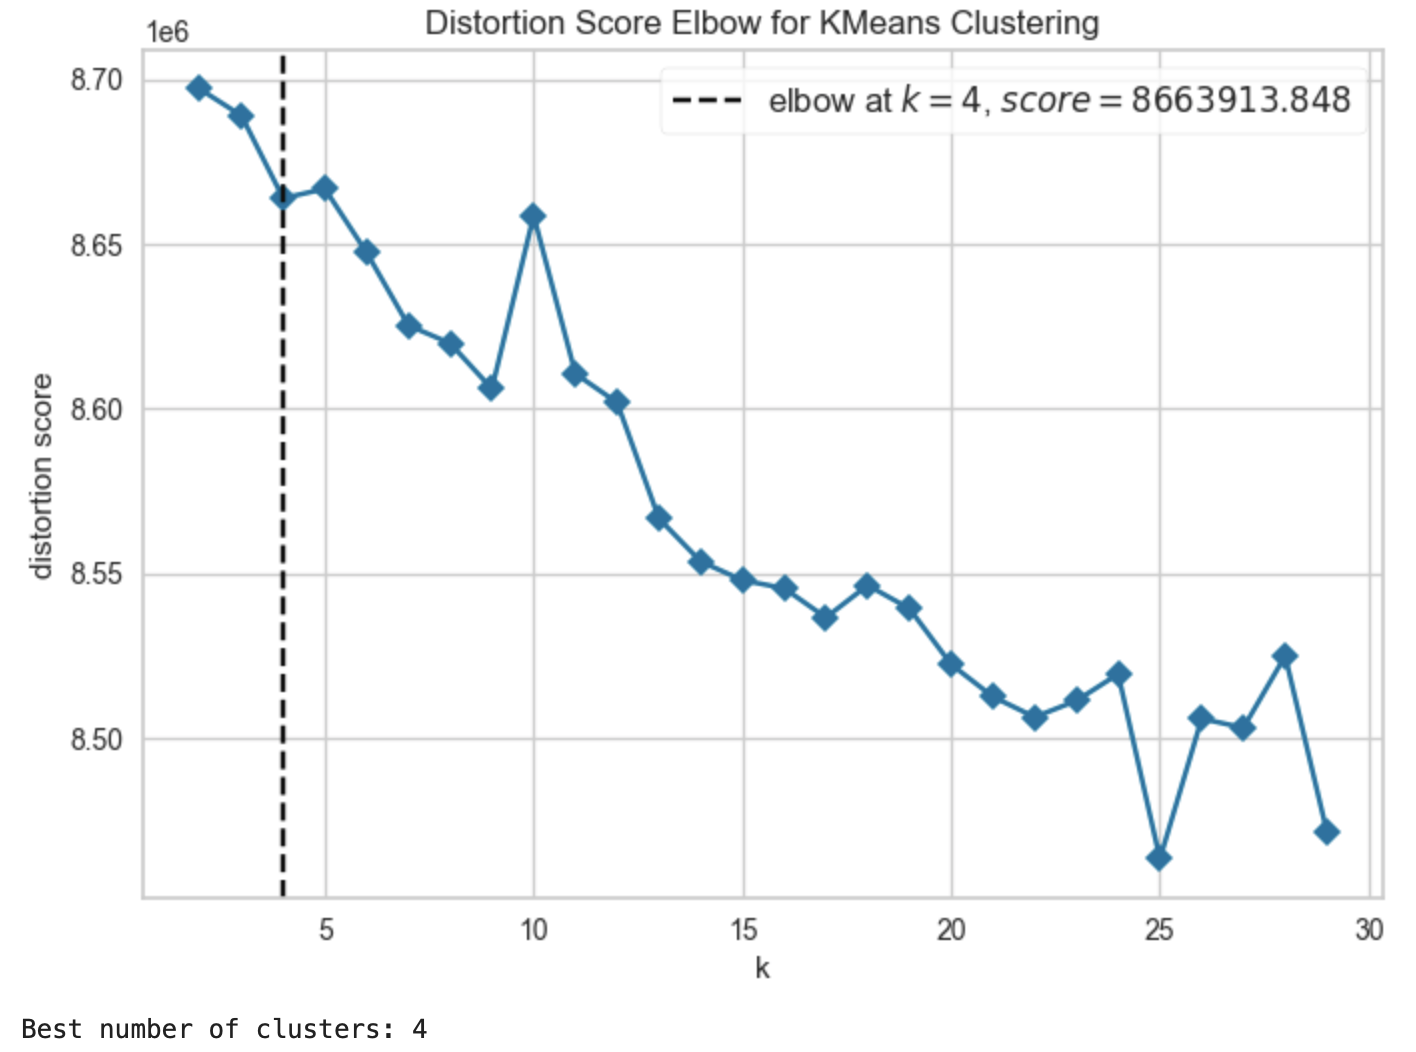 Distortion Score Elbow for KMeans Clustering
1e6
elbow at k = 4, score = 8663913.848
8.70
8.65
8.60
8.55
8.50
distortion score
5 10 15 20 25 30
k
Best number of clusters: 4